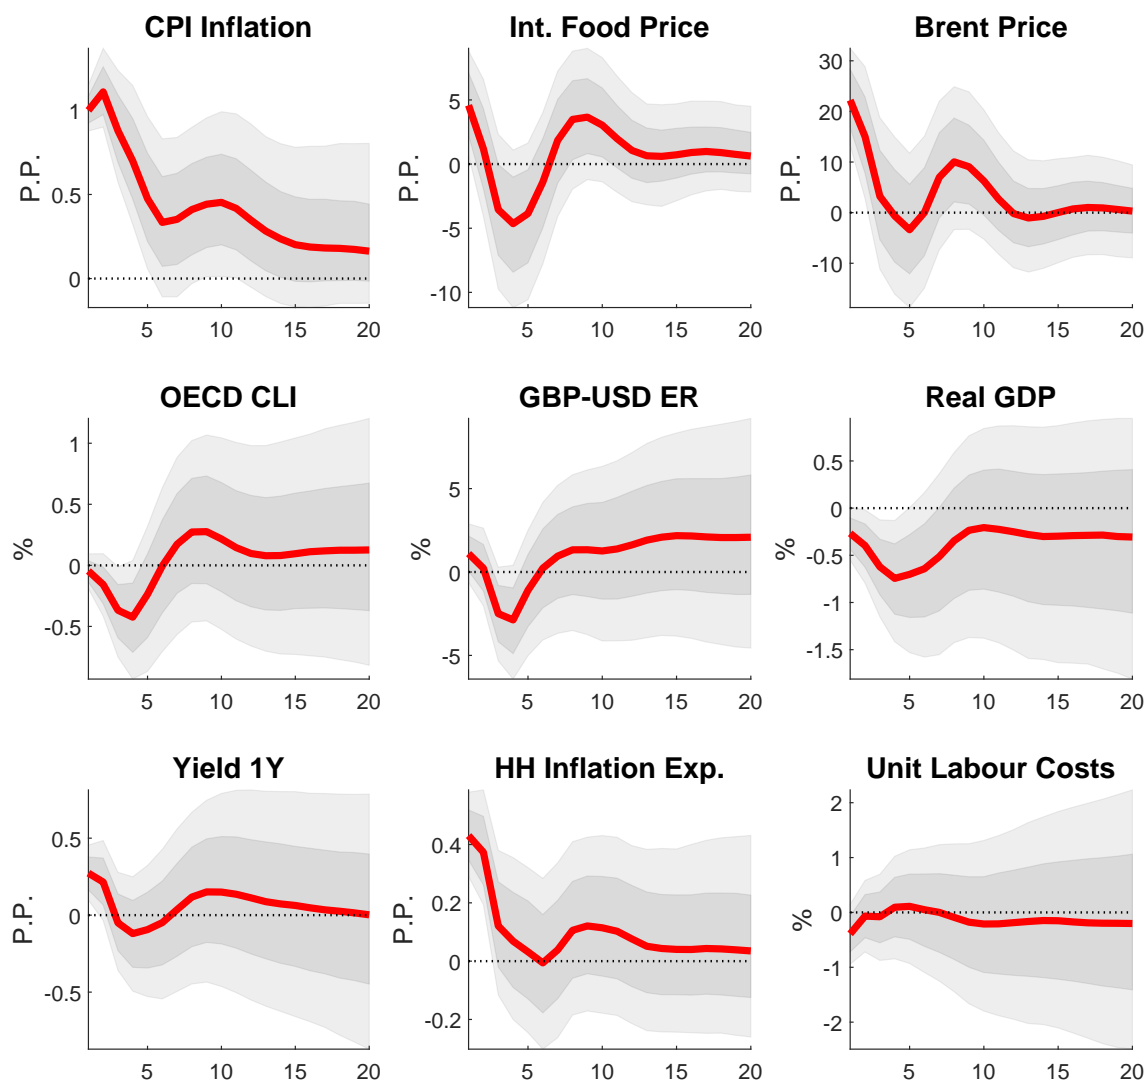 CPI Inflation
Int. Food Price
Brent Price
P.P.
1
0.5
0
5 10 15 20
P.P.
5
0
-5
-10
5 10 15 20
P.P.
30
20
10
0
-10
5 10 15 20
OECD CLI
GBP-USD ER
Real GDP
%
1
0.5
0
-0.5
5 10 15 20
%
5
0
-5
5 10 15 20
%
0.5
0
-0.5
-1
-1.5
5 10 15 20
Yield 1Y
HH Inflation Exp.
Unit Labour Costs
P.P.
0.5
0
-0.5
5 10 15 20
P.P.
0.4
0.2
0
-0.2
5 10 15 20
%
2
1
0
-1
-2
5 10 15 20